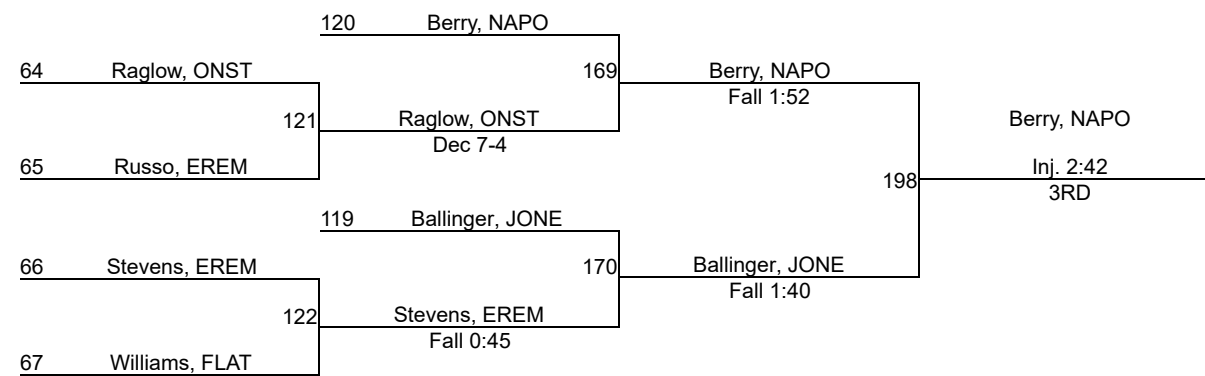 120 Berry, NAPO
64 Raglow, ONST
169 Berry, NAPO
Fall 1:52
121 Raglow, ONST
Dec 7-4
Berry, NAPO
65 Russo, EREM
Inj. 2:42
198
3RD
119 Ballinger, JONE
66 Stevens, EREM
170 Ballinger, JONE
Fall 1:40
122 Stevens, EREM
Fall 0:45
67 Williams, FLAT